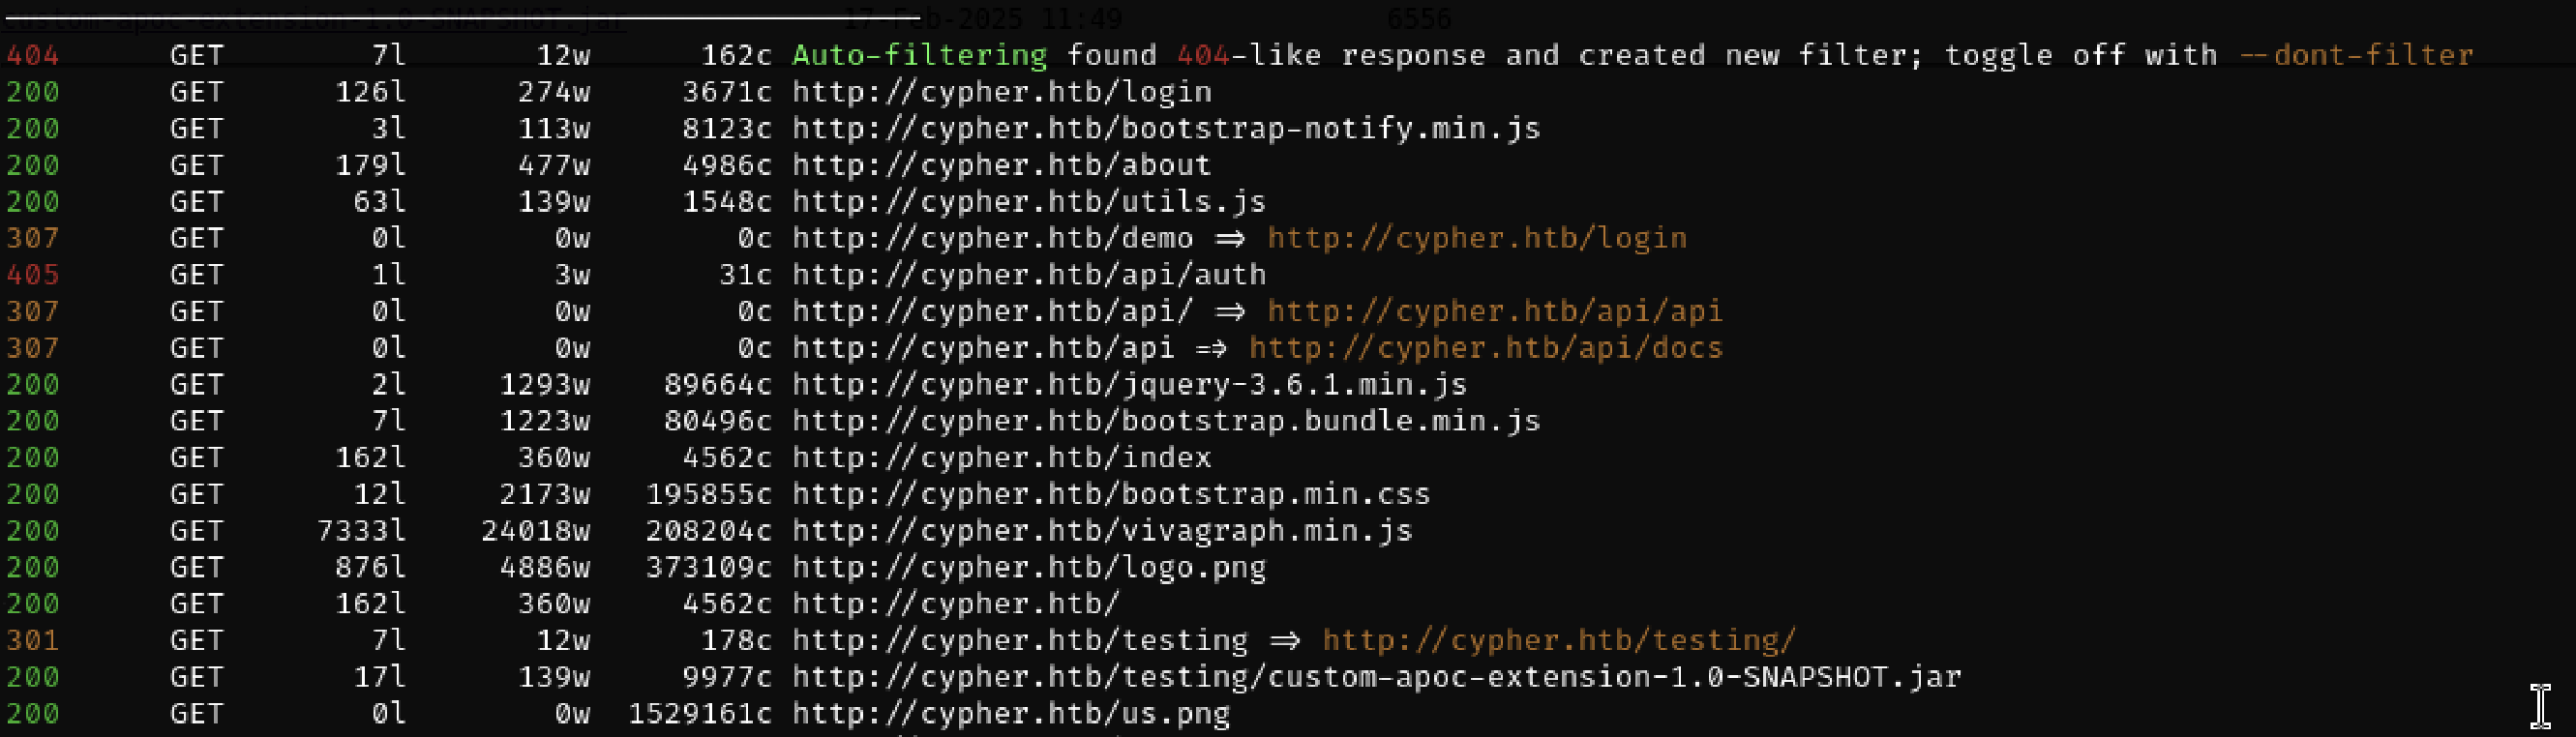 custom-apoc-extension-1.0-SNAPSHOT.jar 17-Feb-2025 11:49 6556
404 GET 7l 12w 162c Auto-filtering found 404-like response and created new filter; toggle off with --dont-filter
200 GET 126l 274w 3671c http://cypher.htb/login
200 GET 3l 113w 8123c http://cypher.htb/bootstrap-notify.min.js
200 GET 179l 477w 4986c http://cypher.htb/about
200 GET 63l 139w 1548c http://cypher.htb/utils.js
307 GET 0l 0w 0c http://cypher.htb/demo => http://cypher.htb/login
405 GET 1l 3w 31c http://cypher.htb/api/auth
307 GET 0l 0w 0c http://cypher.htb/api/ => http://cypher.htb/api/api
307 GET 0l 0w 0c http://cypher.htb/api => http://cypher.htb/api/docs
200 GET 2l 1293w 89664c http://cypher.htb/jquery-3.6.1.min.js
200 GET 7l 1223w 80496c http://cypher.htb/bootstrap.bundle.min.js
200 GET 162l 360w 4562c http://cypher.htb/index
200 GET 12l 2173w 195855c http://cypher.htb/bootstrap.min.css
200 GET 7333l 24018w 208204c http://cypher.htb/vivagraph.min.js
200 GET 876l 4886w 373109c http://cypher.htb/logo.png
200 GET 162l 360w 4562c http://cypher.htb/
301 GET 7l 12w 178c http://cypher.htb/testing => http://cypher.htb/testing/
200 GET 17l 139w 9977c http://cypher.htb/testing/custom-apoc-extension-1.0-SNAPSHOT.jar
200 GET 0l 0w 1529161c http://cypher.htb/us.png